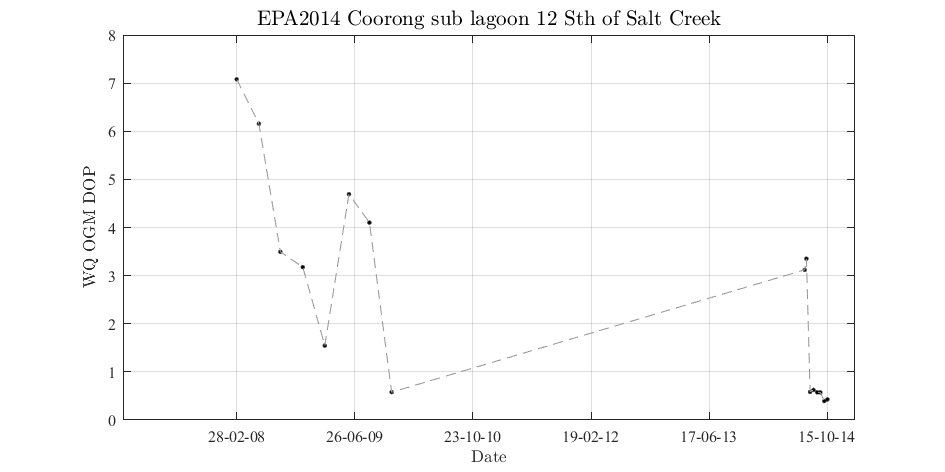 EPA2014 Coorong sub lagoon 12 Sth of Salt Creek
8
7
6
5
4
3
2
1
0
WQ OGM DOP
28-02-08 26-06-09 23-10-10 19-02-12 17-06-13 15-10-14
Date